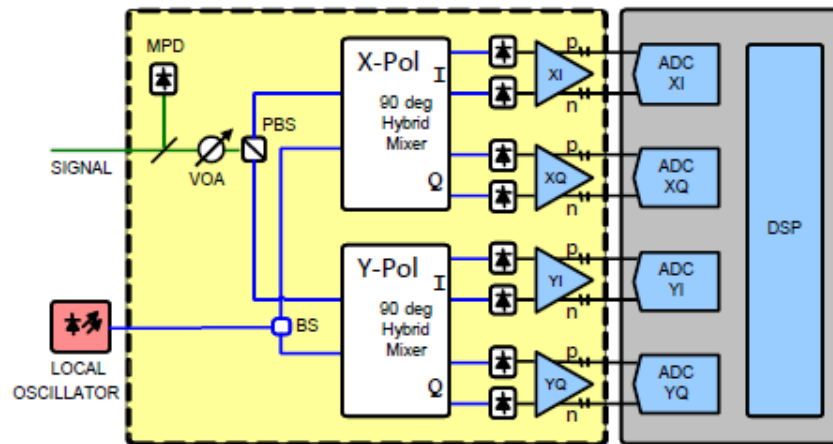 MPD
SIGNAL
VOA
PBS
LOCAL
OSCILLATOR
BS
X-Pol
I
90 deg
Hybrid
Mixer
Q
Y-Pol
I
90 deg
Hybrid
Mixer
Q
XI
p
n
XQ
p
n
YI
p
n
YQ
p
n
ADC
XI
ADC
XQ
ADC
YI
ADC
YQ
DSP